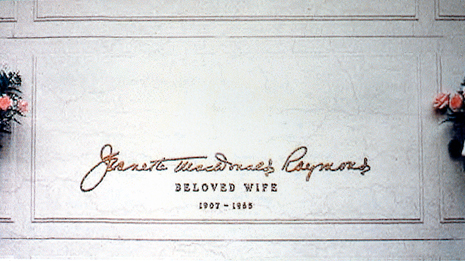 Jeanette MacDonald Raymond
BELOVED WIFE
1907 - 1965